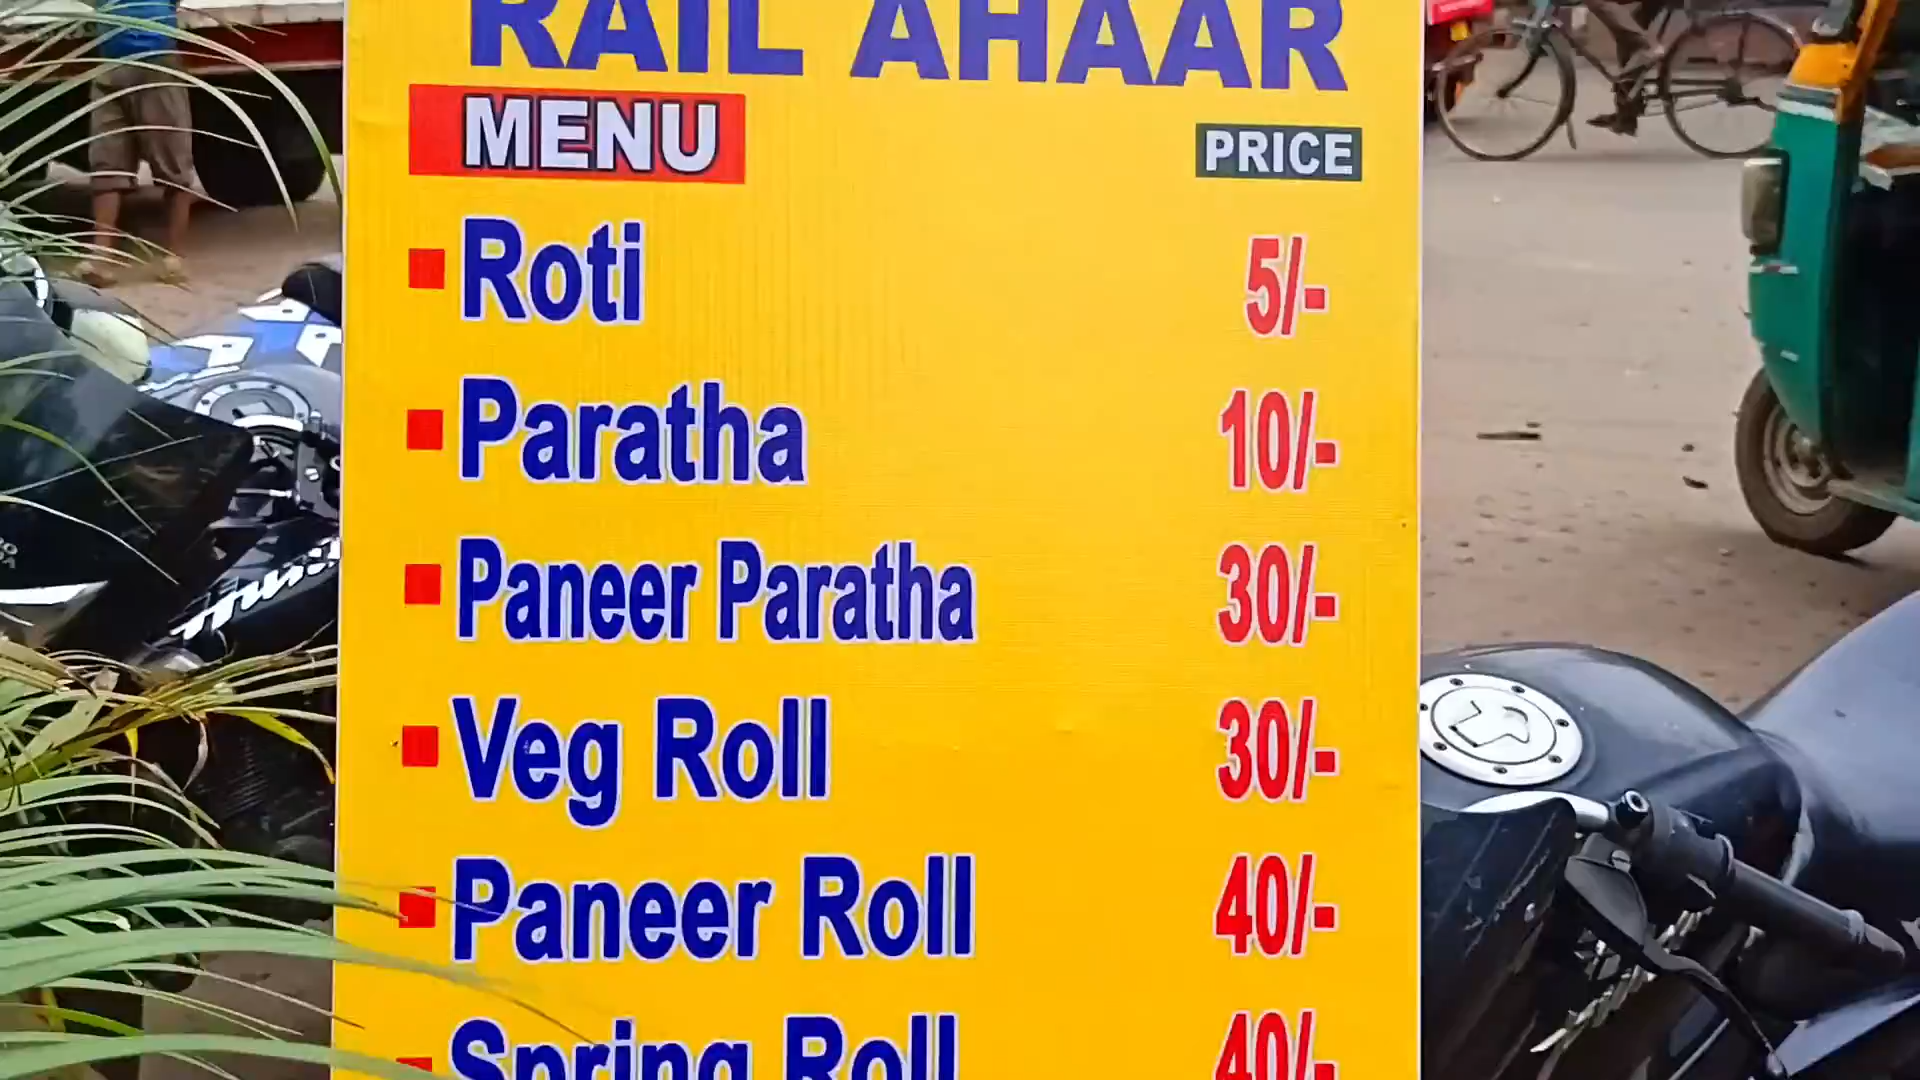 RAIL AHAAR
MENU PRICE
Roti 5/-
Paratha 10/-
Paneer Paratha 30/-
Veg Roll 30/-
Paneer Roll 40/-
Spring Roll 40/-